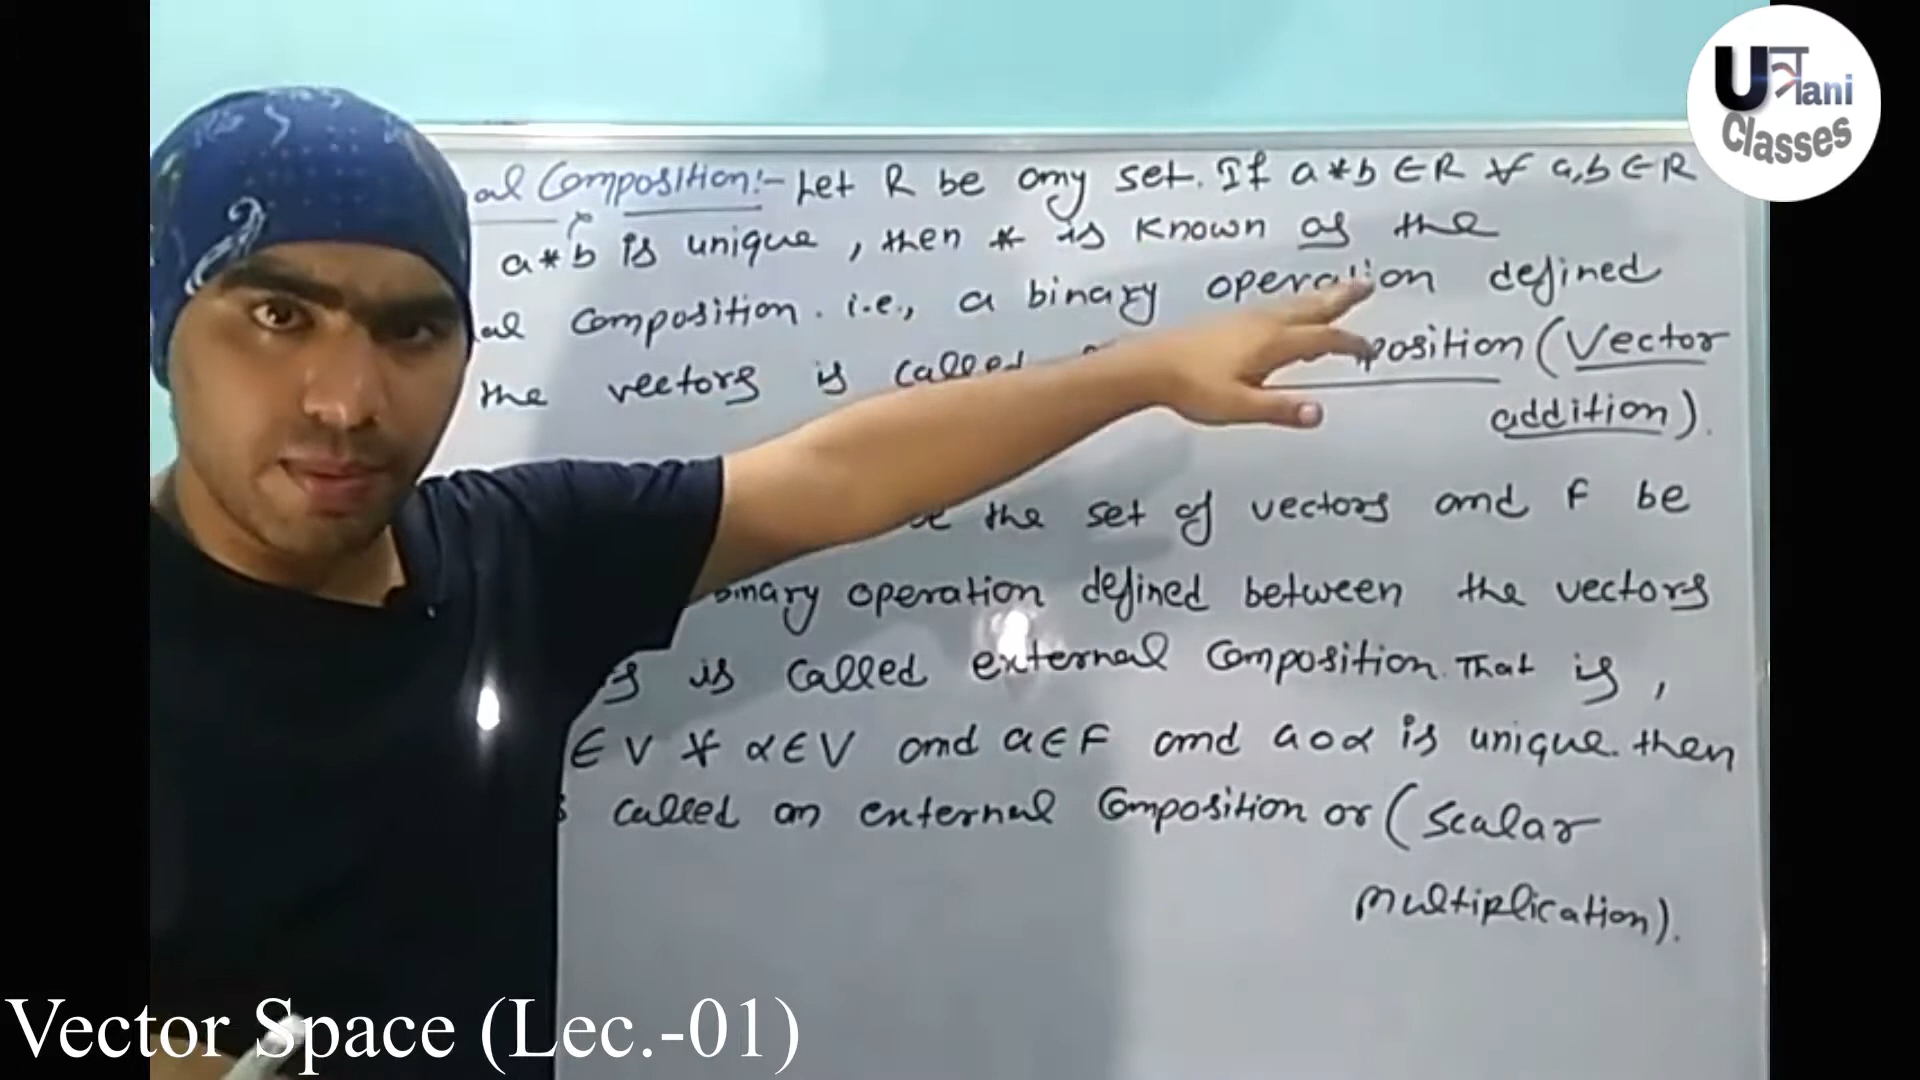 U त्र Tani
Classes
al Composition:- Let R be any set. If a*b ∈ R ∀ a,b ∈ R
a*b is unique, then * is known as the
al composition. i.e., a binary operation defined
the vectors is called position (Vector
addition).
the set of vectors and F be
binary operation defined between the vectors
is called external composition. That is,
∈ V ∀ α∈V and a∈F and aoα is unique. then
called an external composition or (scalar
multiplication).
Vector Space (Lec.-01)